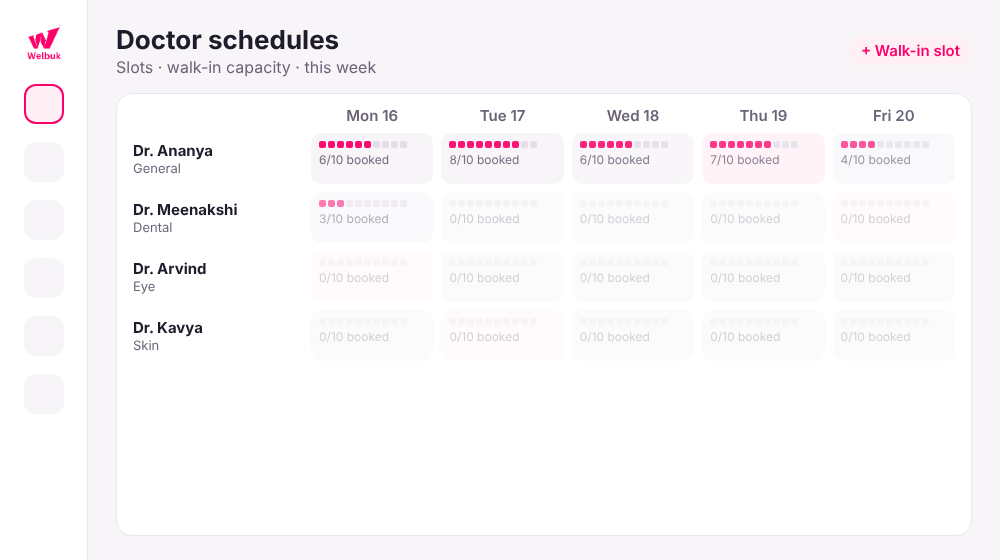 Welbuk
Doctor schedules
Slots · walk-in capacity · this week
+ Walk-in slot
Mon 16 Tue 17 Wed 18 Thu 19 Fri 20
Dr. Ananya
General
6/10 booked 8/10 booked 6/10 booked 7/10 booked 4/10 booked
Dr. Meenakshi
Dental
3/10 booked 0/10 booked 0/10 booked 0/10 booked 0/10 booked
Dr. Arvind
Eye
0/10 booked 0/10 booked 0/10 booked 0/10 booked 0/10 booked
Dr. Kavya
Skin
0/10 booked 0/10 booked 0/10 booked 0/10 booked 0/10 booked